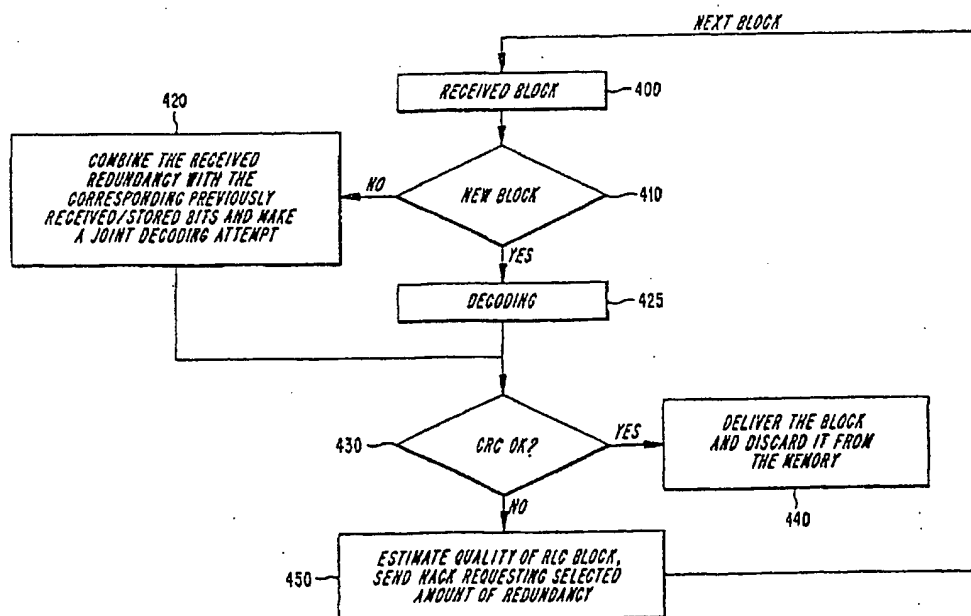 NEXT BLOCK
RECEIVED BLOCK
400
420
COMBINE THE RECEIVED
REDUNDANCY WITH THE
CORRESPONDING PREVIOUSLY
RECEIVED/STORED BITS AND MAKE
A JOINT DECODING ATTEMPT
NO
NEW BLOCK
410
YES
DECODING
425
430
CRC OK?
YES
DELIVER THE BLOCK
AND DISCARD IT FROM
THE MEMORY
440
NO
450
ESTIMATE QUALITY OF RLC BLOCK,
SEND NACK REQUESTING SELECTED
AMOUNT OF REDUNDANCY